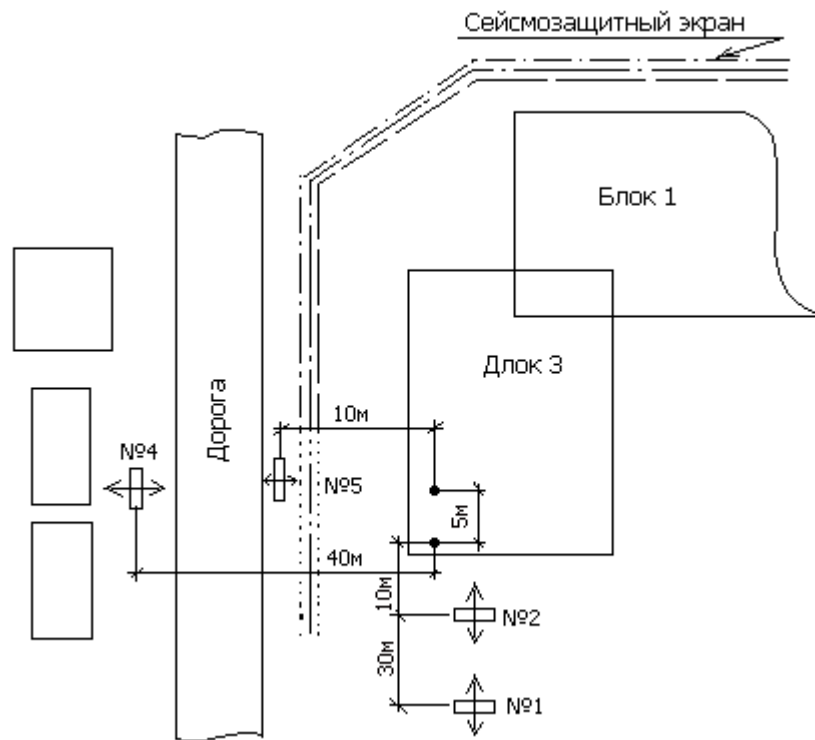 Сейсмозащитный экран
Блок 1
Длок 3
Дорога
10м
№4
№5
5м
40м
10м
№2
30м
№1